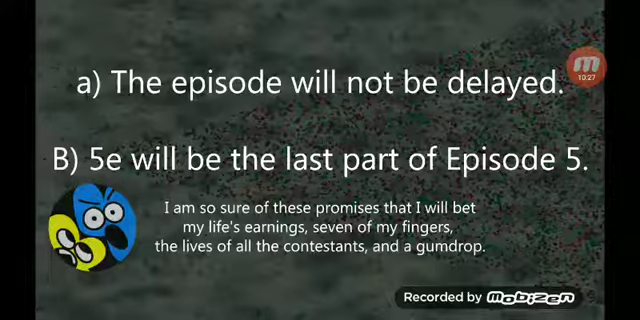 a) The episode will not be delayed.
10:27
B) 5e will be the last part of Episode 5.
I am so sure of these promises that I will bet
my life's earnings, seven of my fingers,
the lives of all the contestants, and a gumdrop.
Recorded by mobizen